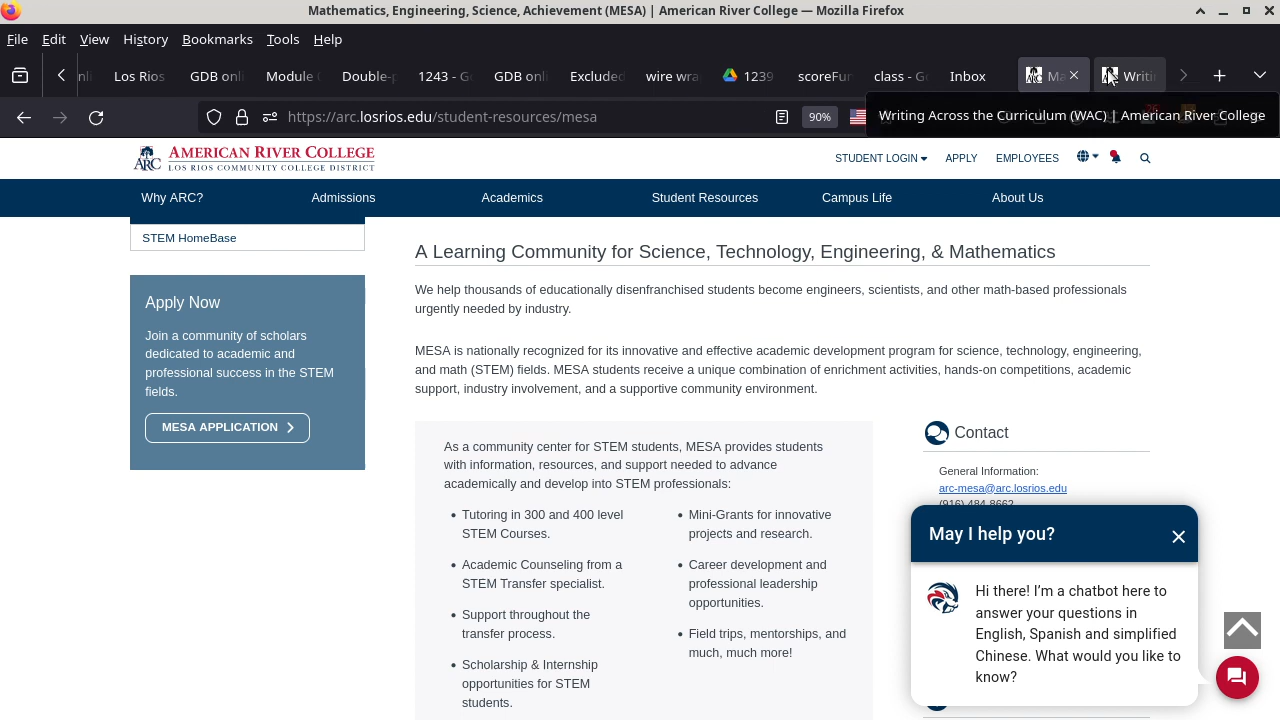 Mathematics, Engineering, Science, Achievement (MESA) | American River College — Mozilla Firefox
File Edit View History Bookmarks Tools Help
Los Rios GDB onli Module Double-p 1243 - G GDB onli Excluded wire wra 1239 scoreFun class - G Inbox Ma Writi
https://arc.losrios.edu/student-resources/mesa 90%
Writing Across the Curriculum (WAC) | American River College
ARC AMERICAN RIVER COLLEGE
LOS RIOS COMMUNITY COLLEGE DISTRICT
STUDENT LOGIN APPLY EMPLOYEES
Why ARC? Admissions Academics Student Resources Campus Life About Us
STEM HomeBase
Apply Now
Join a community of scholars
dedicated to academic and
professional success in the STEM
fields.
MESA APPLICATION
A Learning Community for Science, Technology, Engineering, & Mathematics
We help thousands of educationally disenfranchised students become engineers, scientists, and other math-based professionals
urgently needed by industry.
MESA is nationally recognized for its innovative and effective academic development program for science, technology, engineering,
and math (STEM) fields. MESA students receive a unique combination of enrichment activities, hands-on competitions, academic
support, industry involvement, and a supportive community environment.
As a community center for STEM students, MESA provides students
with information, resources, and support needed to advance
academically and develop into STEM professionals:
• Tutoring in 300 and 400 level
STEM Courses.
• Academic Counseling from a
STEM Transfer specialist.
• Support throughout the
transfer process.
• Scholarship & Internship
opportunities for STEM
students.
• Mini-Grants for innovative
projects and research.
• Career development and
professional leadership
opportunities.
• Field trips, mentorships, and
much, much more!
Contact
General Information:
arc-mesa@arc.losrios.edu
(916) 484-8662
May I help you?
Hi there! I’m a chatbot here to
answer your questions in
English, Spanish and simplified
Chinese. What would you like to
know?